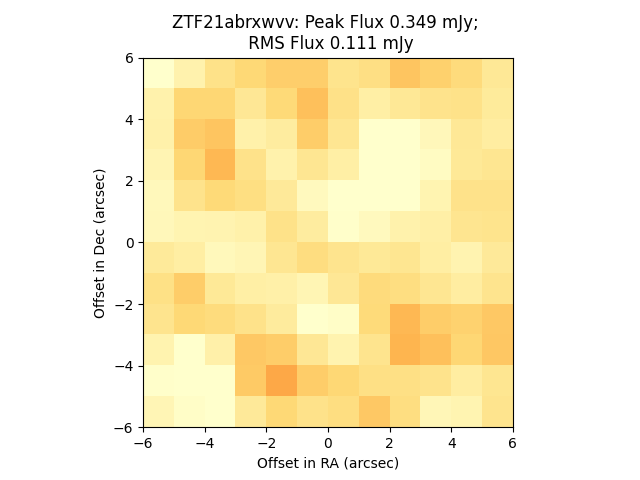 ZTF21abrxwvv: Peak Flux 0.349 mJy;
RMS Flux 0.111 mJy
6
4
2
0
−2
−4
−6
Offset in Dec (arcsec)
−6 −4 −2 0 2 4 6
Offset in RA (arcsec)